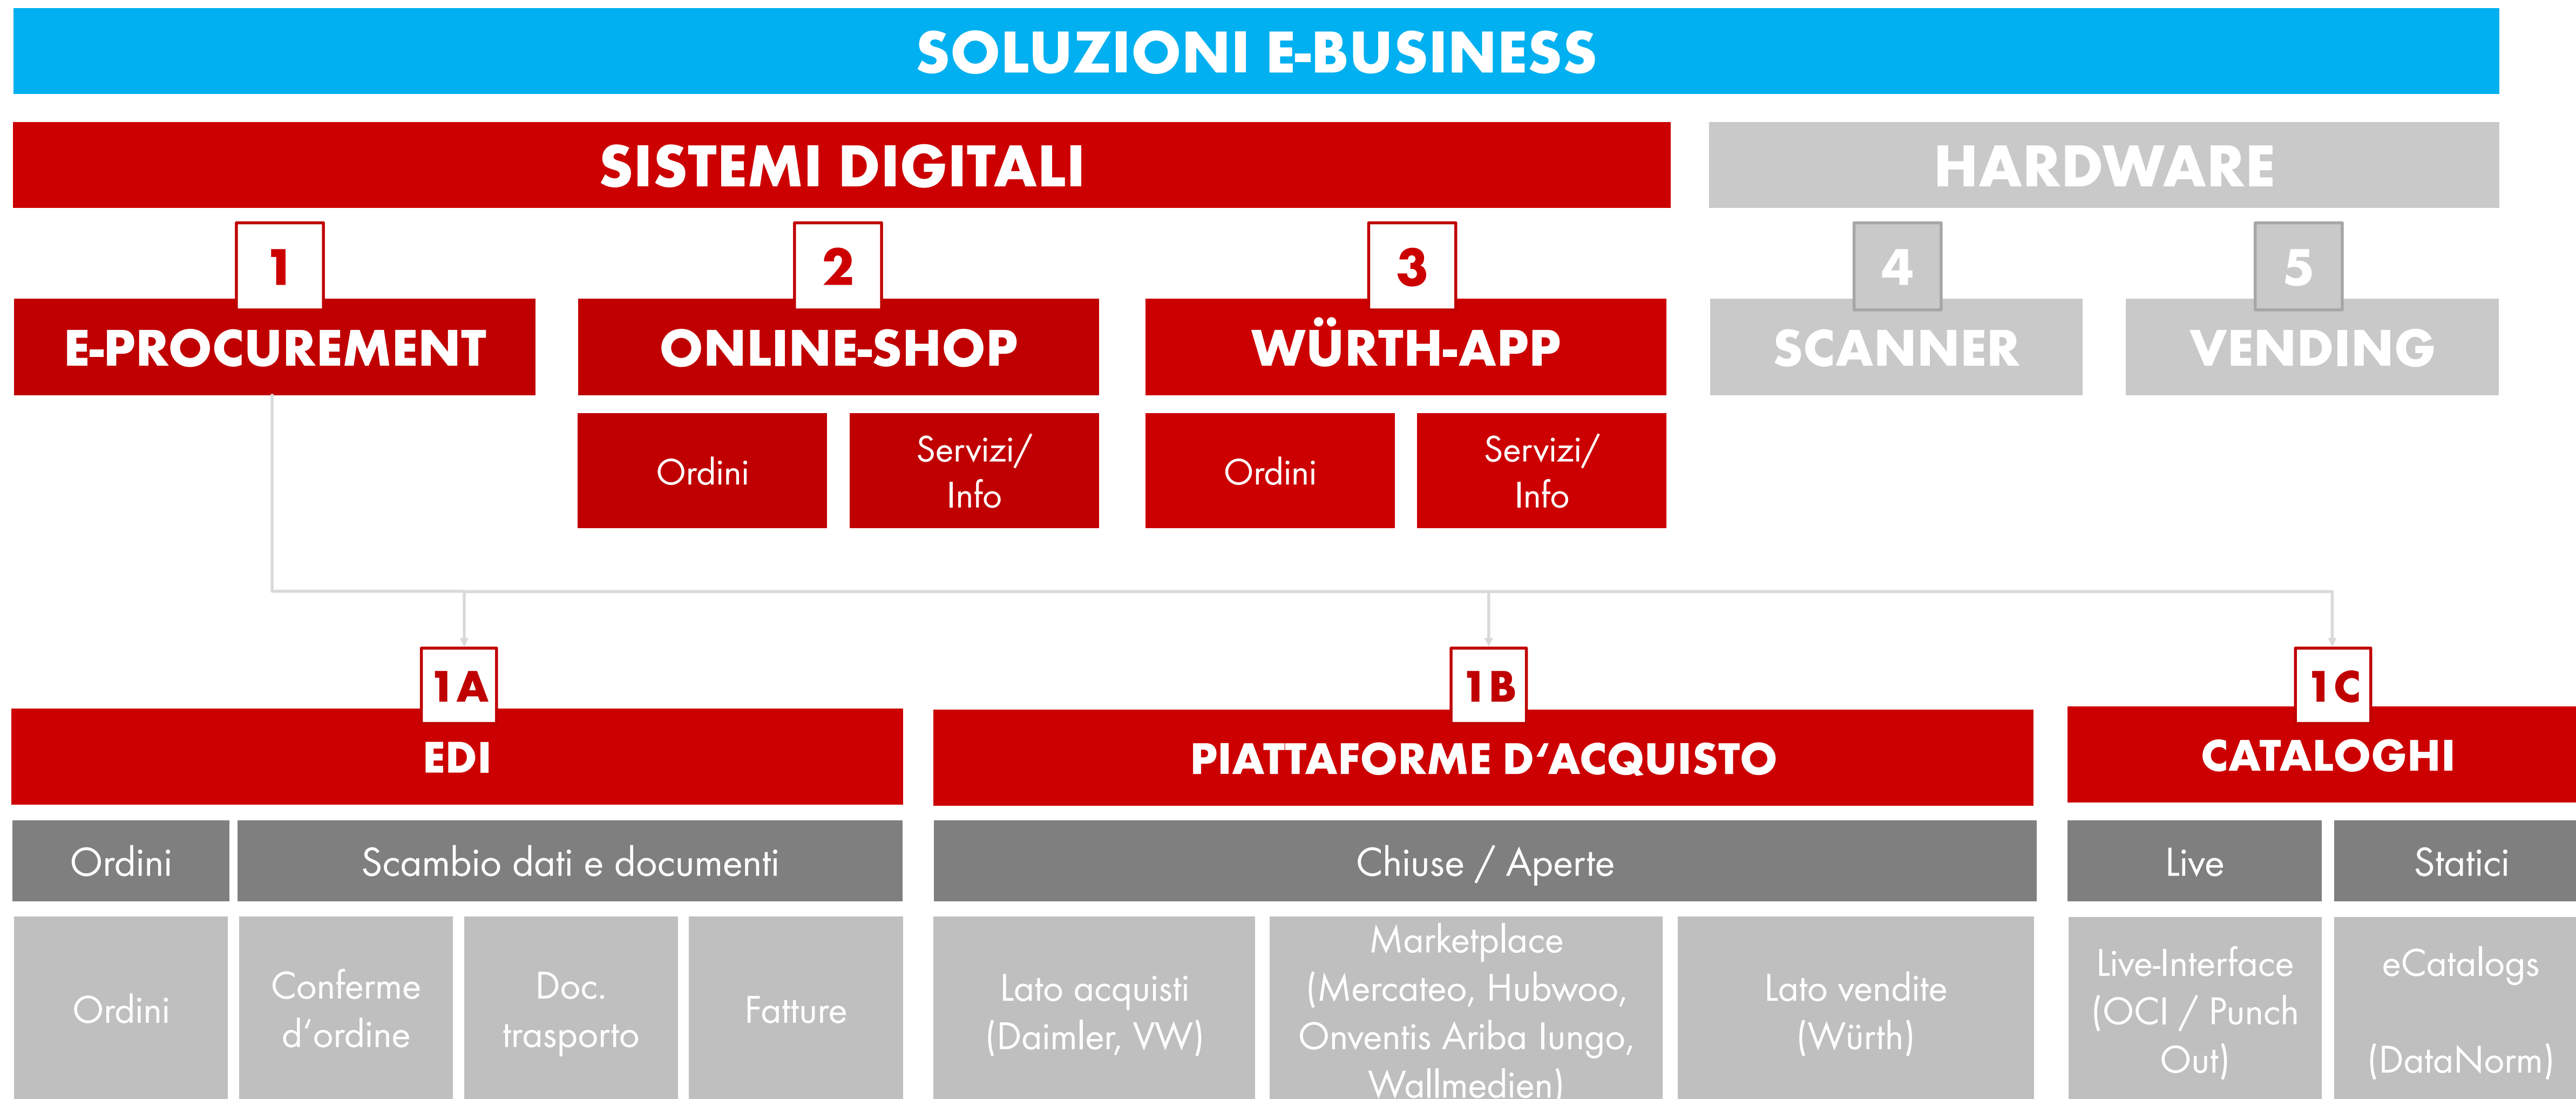 SOLUZIONI E-BUSINESS
SISTEMI DIGITALI
HARDWARE
1
2
3
4
5
E-PROCUREMENT
ONLINE-SHOP
WÜRTH-APP
SCANNER
VENDING
Ordini
Servizi/
Info
Ordini
Servizi/
Info
1A
1B
1C
EDI
PIATTAFORME D‘ACQUISTO
CATALOGHI
Ordini
Scambio dati e documenti
Chiuse / Aperte
Live
Statici
Ordini
Conferme
d‘ordine
Doc.
trasporto
Fatture
Lato acquisti
(Daimler, VW)
Marketplace
(Mercateo, Hubwoo,
Onventis Ariba Iungo,
Wallmedien)
Lato vendite
(Würth)
Live-Interface
(OCI / Punch
Out)
eCatalogs
(DataNorm)